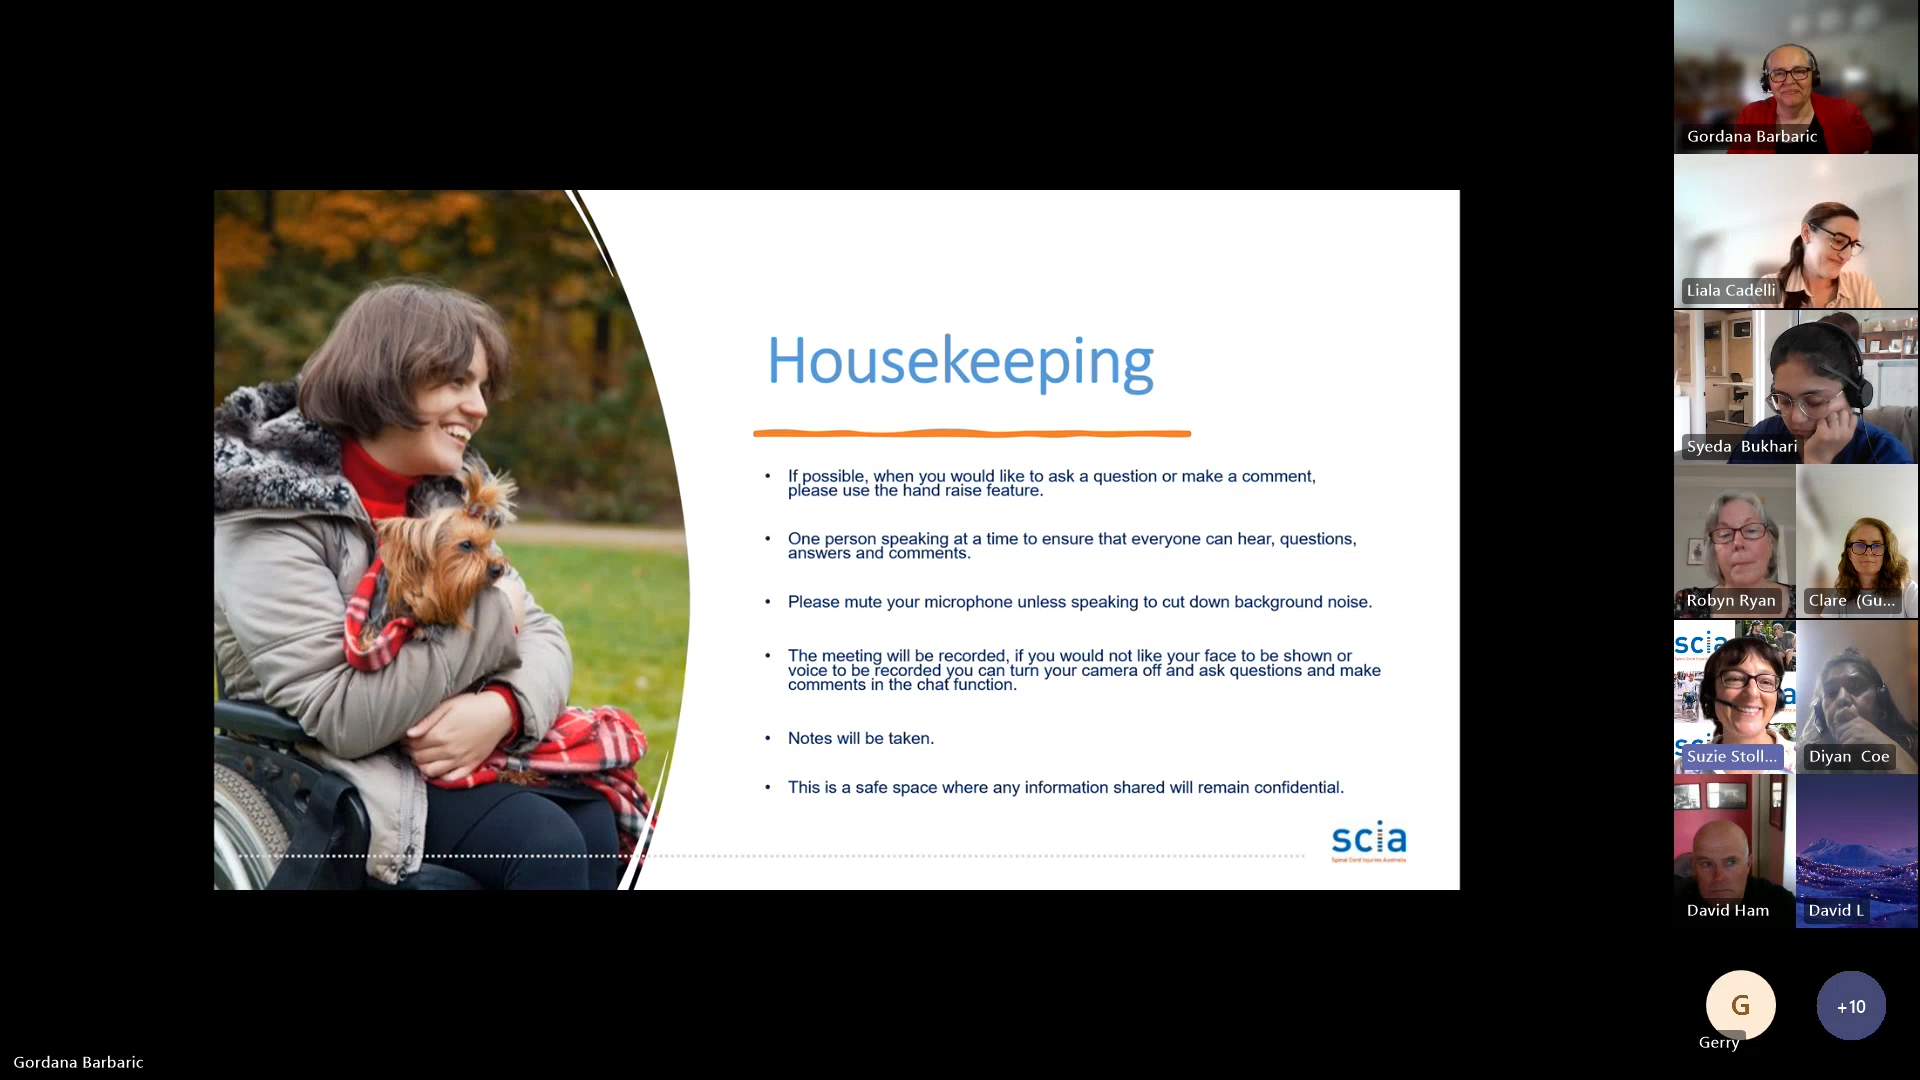 Housekeeping
• If possible, when you would like to ask a question or make a comment,
please use the hand raise feature.
• One person speaking at a time to ensure that everyone can hear, questions,
answers and comments.
• Please mute your microphone unless speaking to cut down background noise.
• The meeting will be recorded, if you would not like your face to be shown or
voice to be recorded you can turn your camera off and ask questions and make
comments in the chat function.
• Notes will be taken.
• This is a safe space where any information shared will remain confidential.
scia
Spinal Cord Injuries Australia
Gordana Barbaric
Liala Cadelli
Syeda Bukhari
Robyn Ryan
Clare (Gu...
scia
Suzie Stoll...
Diyan Coe
David Ham
David L
G
Gerry
+10
Gordana Barbaric